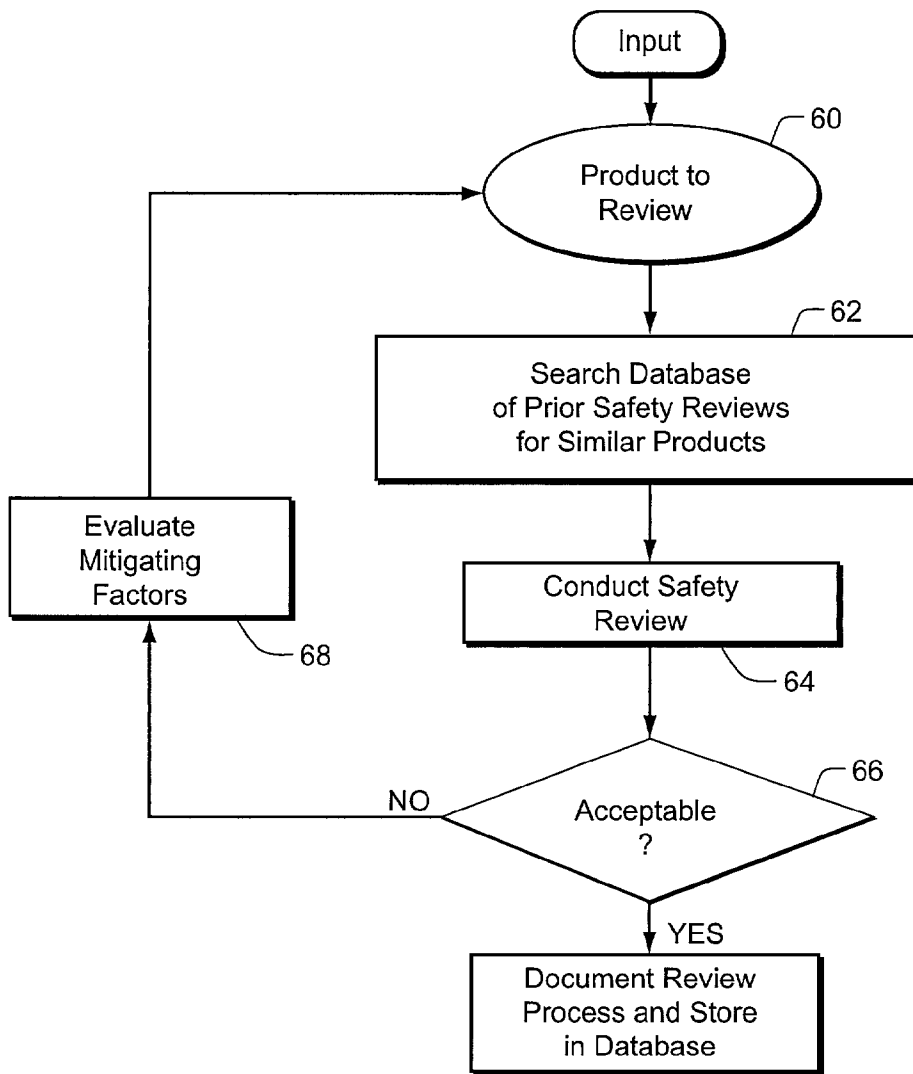 Input
60
Product to
Review
62
Search Database
of Prior Safety Reviews
for Similar Products
Evaluate
Mitigating
Factors
68
Conduct Safety
Review
64
66
NO
Acceptable
?
YES
Document Review
Process and Store
in Database